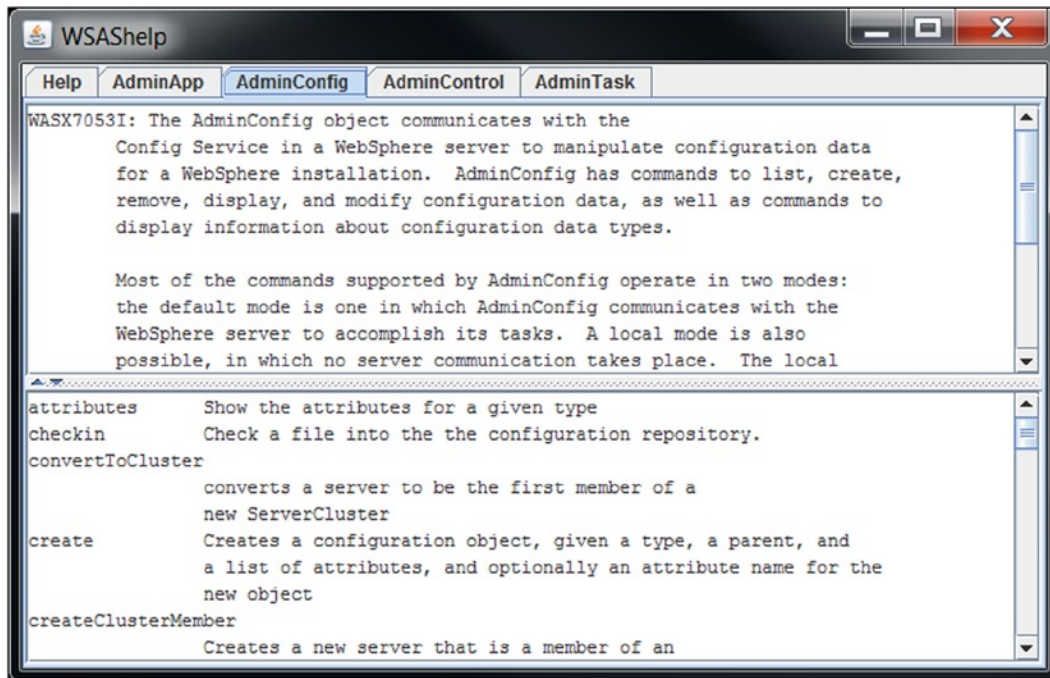 WSAShelp
Help AdminApp AdminConfig AdminControl AdminTask
WASX7053I: The AdminConfig object communicates with the
Config Service in a WebSphere server to manipulate configuration data
for a WebSphere installation.  AdminConfig has commands to list, create,
remove, display, and modify configuration data, as well as commands to
display information about configuration data types.
Most of the commands supported by AdminConfig operate in two modes:
the default mode is one in which AdminConfig communicates with the
WebSphere server to accomplish its tasks.  A local mode is also
possible, in which no server communication takes place.  The local
attributes Show the attributes for a given type
checkin Check a file into the the configuration repository.
convertToCluster
converts a server to be the first member of a
new ServerCluster
create Creates a configuration object, given a type, a parent, and
a list of attributes, and optionally an attribute name for the
new object
createClusterMember
Creates a new server that is a member of an